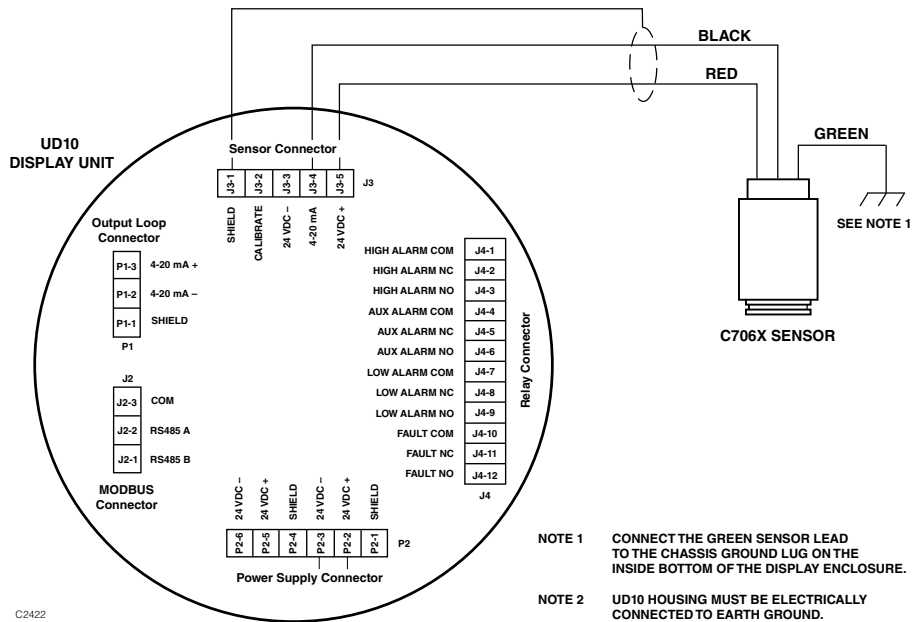 BLACK
RED
GREEN
SEE NOTE 1
C706X SENSOR
UD10
DISPLAY UNIT
Sensor Connector
J3-1
J3-2
J3-3
J3-4
J3-5
J3
SHIELD
CALIBRATE
24 VDC –
4-20 mA
24 VDC +
Output Loop
Connector
P1-3 4-20 mA +
P1-2 4-20 mA –
P1-1 SHIELD
P1
J2
J2-3 COM
J2-2 RS485 A
J2-1 RS485 B
MODBUS
Connector
HIGH ALARM COM J4-1
HIGH ALARM NC J4-2
HIGH ALARM NO J4-3
AUX ALARM COM J4-4
AUX ALARM NC J4-5
AUX ALARM NO J4-6
LOW ALARM COM J4-7
LOW ALARM NC J4-8
LOW ALARM NO J4-9
FAULT COM J4-10
FAULT NC J4-11
FAULT NO J4-12
J4
Relay Connector
24 VDC –
24 VDC +
SHIELD
24 VDC –
24 VDC +
SHIELD
P2-6
P2-5
P2-4
P2-3
P2-2
P2-1
P2
Power Supply Connector
NOTE 1 CONNECT THE GREEN SENSOR LEAD
TO THE CHASSIS GROUND LUG ON THE
INSIDE BOTTOM OF THE DISPLAY ENCLOSURE.
NOTE 2 UD10 HOUSING MUST BE ELECTRICALLY
CONNECTED TO EARTH GROUND.
C2422